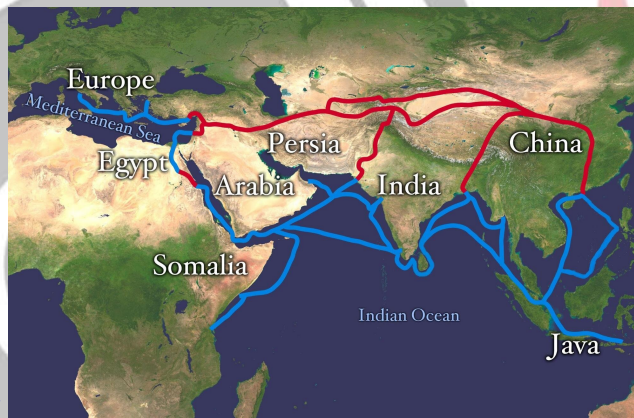 Europe
Mediterranean Sea
Egypt
Persia
China
Arabia
India
Somalia
Indian Ocean
Java